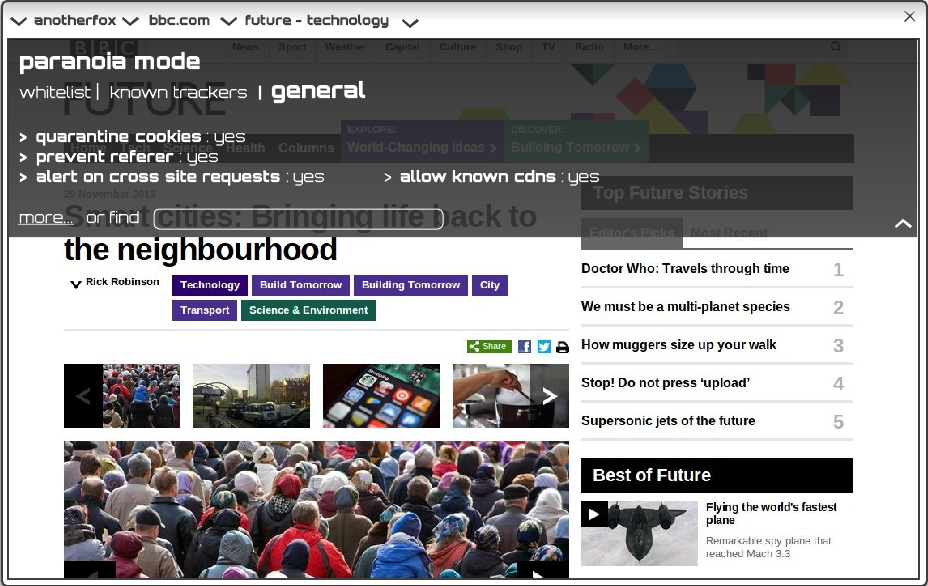 anotherfox bbc.com future - technology
BBC News Sport Weather Capital Culture Shop TV Radio More...
paranoia mode
FUTURE
whitelist | known trackers | general
EXPLORE: DISCOVER:
> quarantine cookies : yes
Home Tech Science Health Columns World-Changing Ideas > Building Tomorrow >
> prevent referer : yes
> alert on cross site requests : yes > allow known cdns : yes
20 November 2013
Top Future Stories
more... or find
Smart cities: Bringing life back to
the neighbourhood
Editor's Picks Most Recent
Rick Robinson
Technology Build Tomorrow Building Tomorrow City
Transport Science & Environment
Share
Doctor Who: Travels through time 1
We must be a multi-planet species 2
How muggers size up your walk 3
Stop! Do not press ‘upload’ 4
Supersonic jets of the future 5
Best of Future
Flying the world's fastest
plane
Remarkable spy plane that
reached Mach 3.3